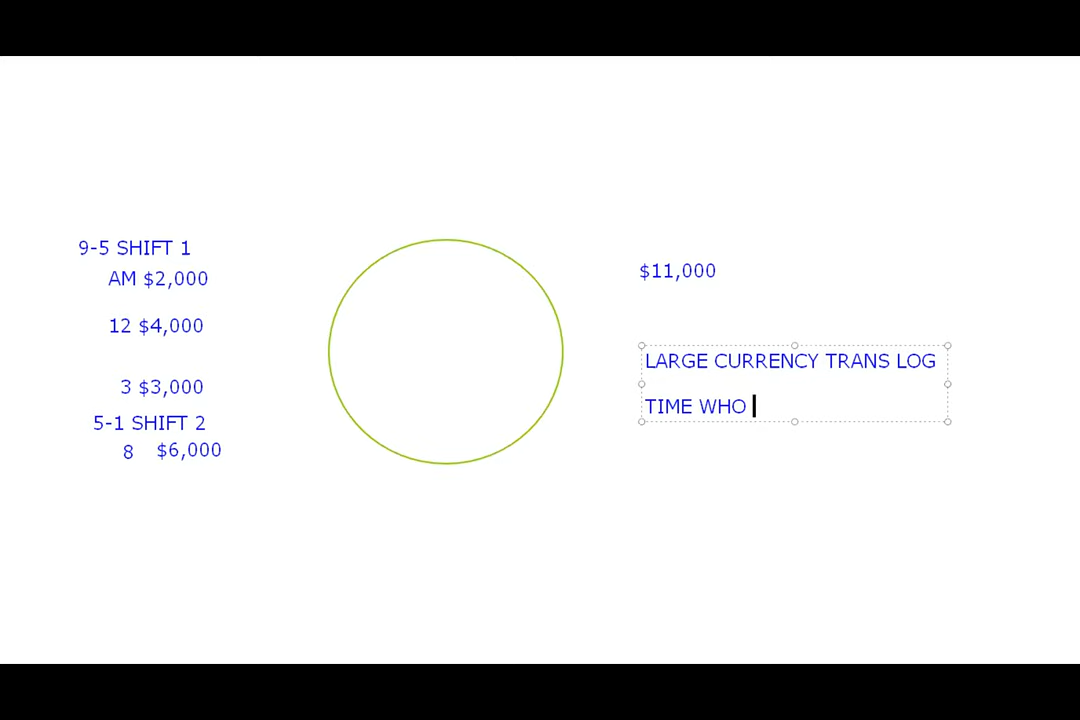 9-5 SHIFT 1
AM $2,000
12 $4,000
3 $3,000
5-1 SHIFT 2
8 $6,000
$11,000
LARGE CURRENCY TRANS LOG
TIME WHO